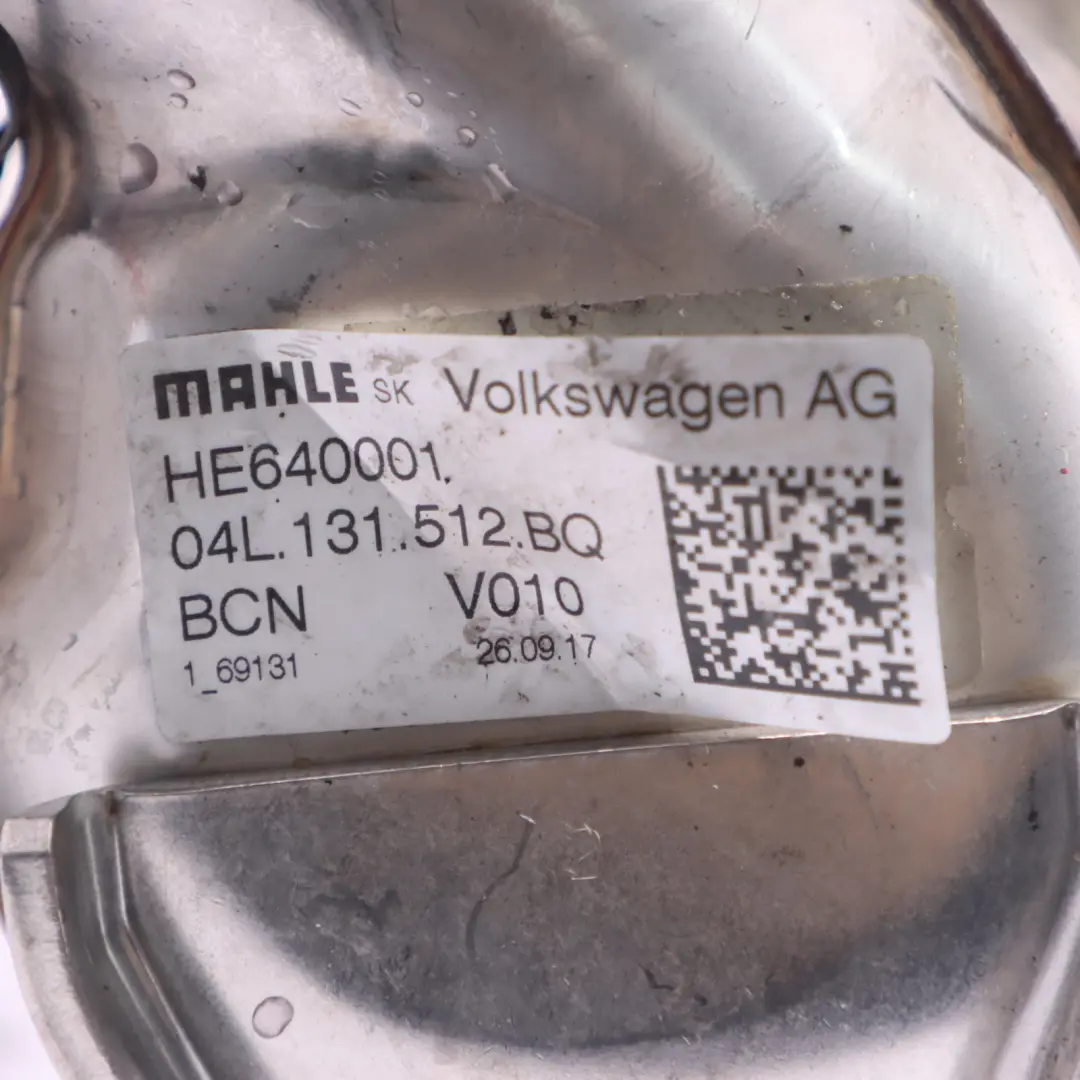 MAHLE SK Volkswagen AG
HE640001.
04L.131.512.BQ
BCN V010
1_69131 26.09.17